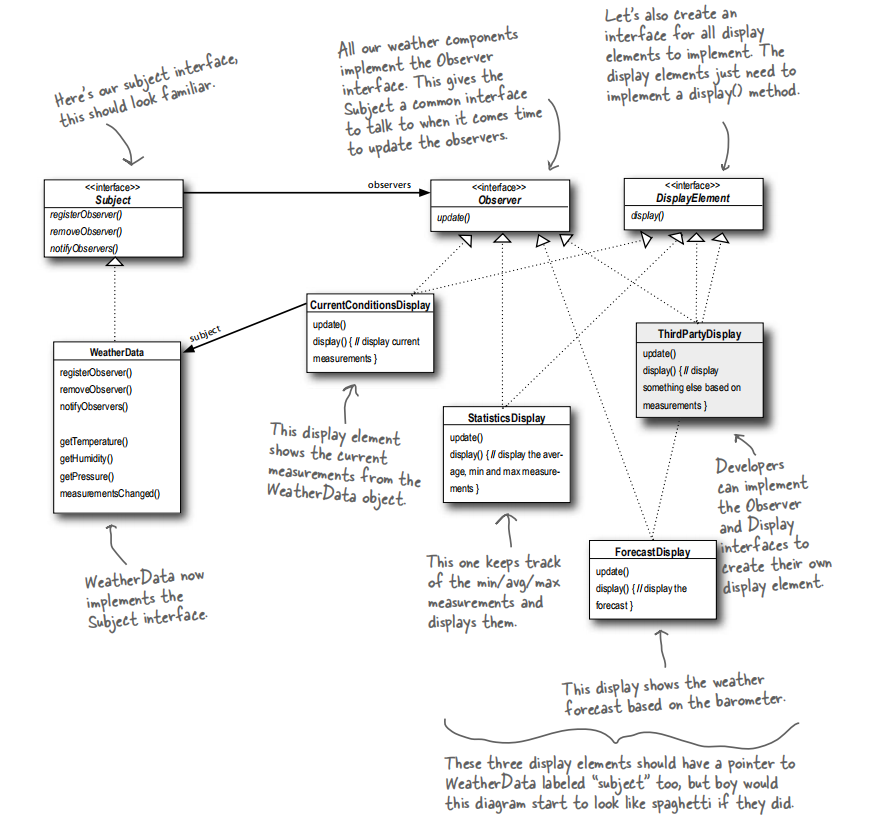 Here's our subject interface,
this should look familiar.
All our weather components
implement the Observer
interface. This gives the
Subject a common interface
to talk to when it comes time
to update the observers.
Let's also create an
interface for all display
elements to implement. The
display elements just need to
implement a display() method.
<<interface>>
Subject
registerObserver()
removeObserver()
notifyObservers()
observers
<<interface>>
Observer
update()
<<interface>>
DisplayElement
display()
subject
CurrentConditionsDisplay
update()
display() { // display current
measurements }
WeatherData
registerObserver()
removeObserver()
notifyObservers()
getTemperature()
getHumidity()
getPressure()
measurementsChanged()
ThirdPartyDisplay
update()
display() { // display
something else based on
measurements }
This display element
shows the current
measurements from the
WeatherData object.
StatisticsDisplay
update()
display() { // display the aver-
age, min and max measure-
ments }
Developers
can implement
the Observer
and Display
interfaces to
create their own
display element.
ForecastDisplay
update()
display() { // display the
forecast }
WeatherData now
implements the
Subject interface.
This one keeps track
of the min/avg/max
measurements and
displays them.
This display shows the weather
forecast based on the barometer.
These three display elements should have a pointer to
WeatherData labeled "subject" too, but boy would
this diagram start to look like spaghetti if they did.